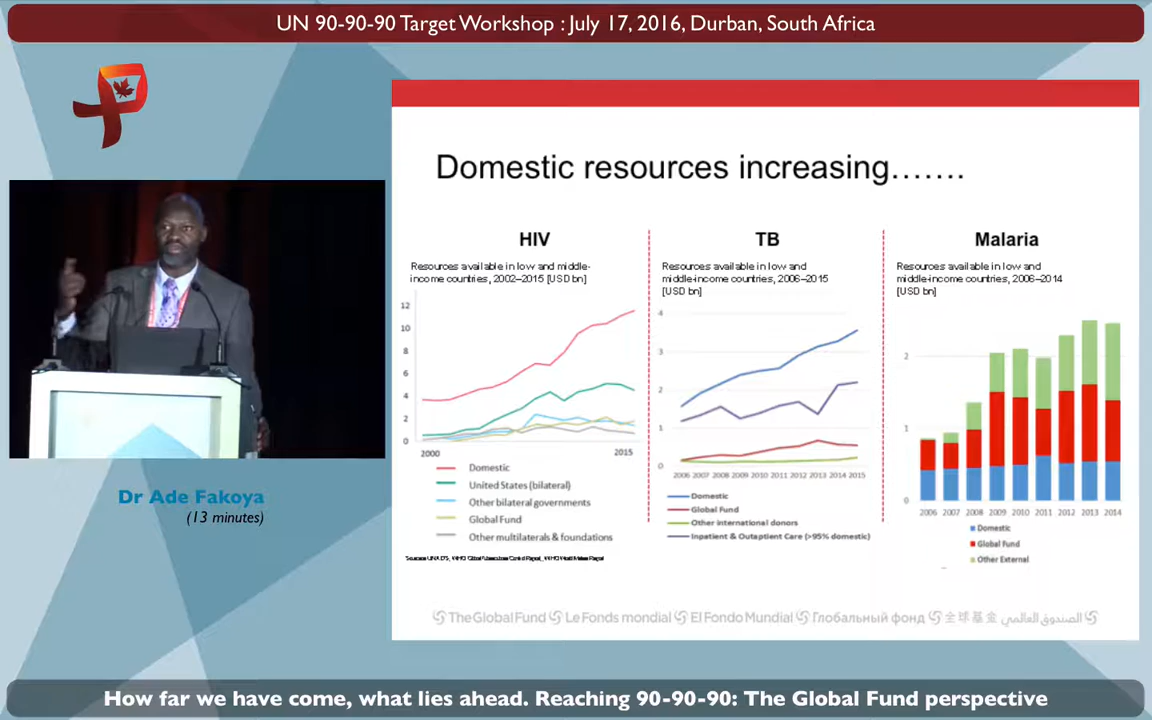 UN 90-90-90 Target Workshop : July 17, 2016, Durban, South Africa
Domestic resources increasing…….
HIV
Resources available in low and middle-
income countries, 2002–2015 [USD bn]
12
10
8
6
4
2
0
2000
2015
Domestic
United States (bilateral)
Other bilateral governments
Global Fund
Other multilaterals & foundations
TB
Resources available in low and
middle-income countries, 2006–2015
[USD bn]
4
3
2
1
0
2006 2007 2008 2009 2010 2011 2012 2013 2014 2015
Domestic
Global Fund
Other international donors
Inpatient & Outaptient Care (>95% domestic)
Malaria
Resources available in low and
middle-income countries, 2006–2014
[USD bn]
2
1
0
2006 2007 2008 2009 2010 2011 2012 2013 2014
Domestic
Global Fund
Other External
The Global Fund Le Fonds mondial El Fondo Mundial Глобальный фонд 全球基金 الصندوق العالمي
Dr Ade Fakoya
(13 minutes)
How far we have come, what lies ahead. Reaching 90-90-90: The Global Fund perspective